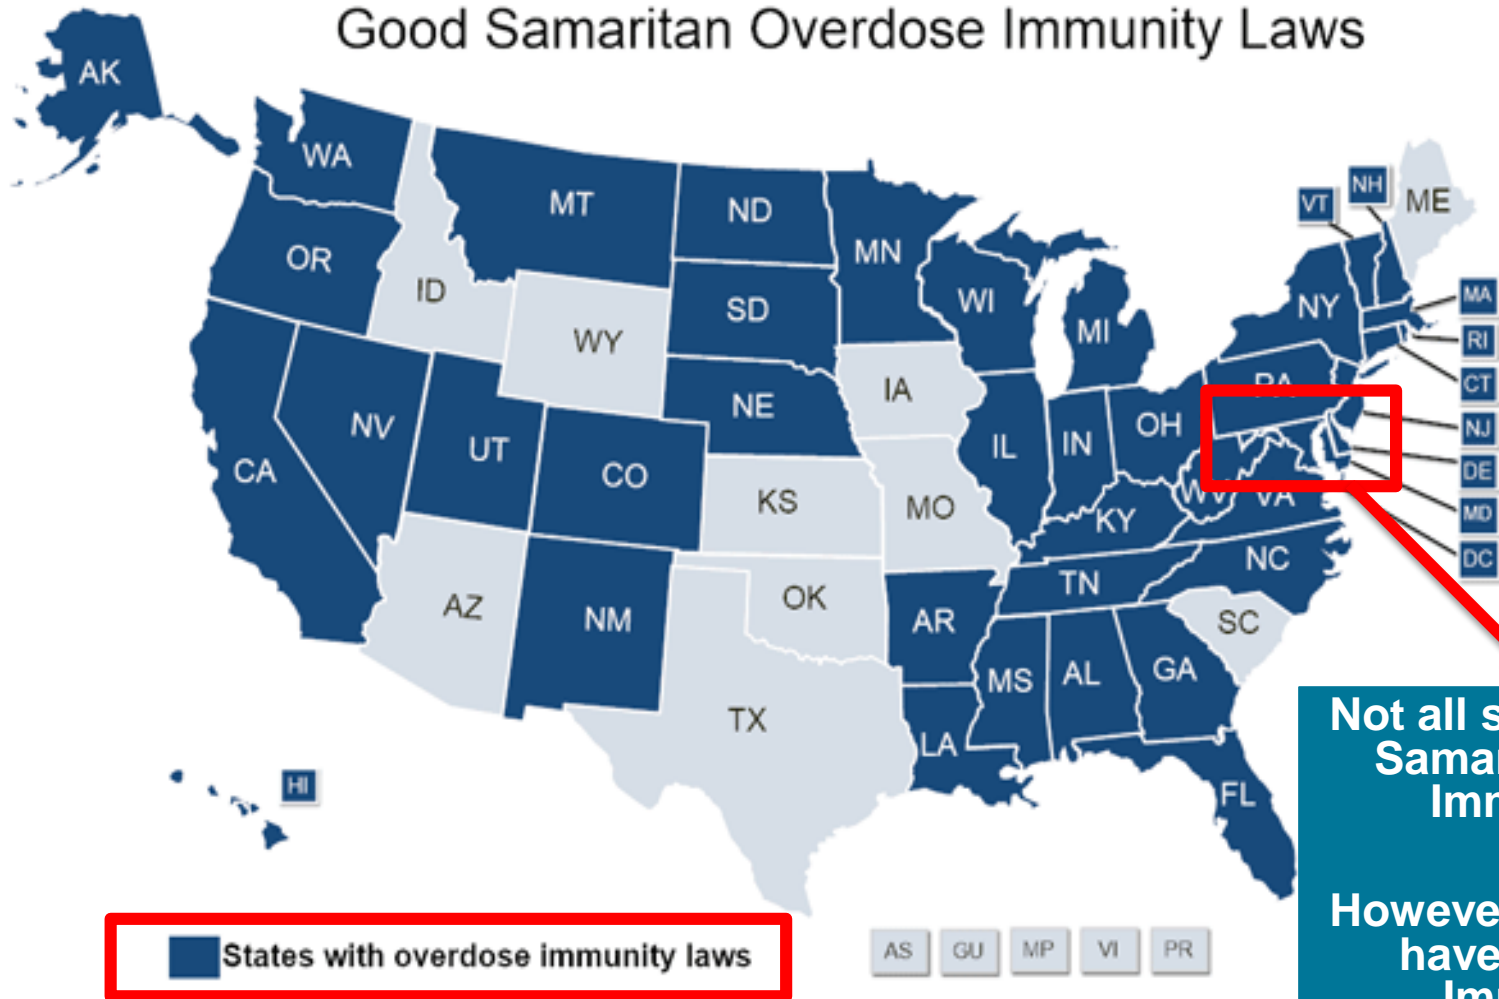 Good Samaritan Overdose Immunity Laws
AK
WA
MT
ND
MN
VT
NH
ME
OR
ID
SD
WI
MI
NY
MA
WY
RI
IA
PA
CT
NV
UT
NE
IL
IN
OH
NJ
CA
CO
DE
KS
MO
WV
VA
MD
KY
NC
DC
AZ
NM
OK
TN
AR
SC
MS
AL
GA
TX
LA
HI
FL
Not all s
Samar
Imm
Howeve
have
Imm
States with overdose immunity laws
AS
GU
MP
VI
PR